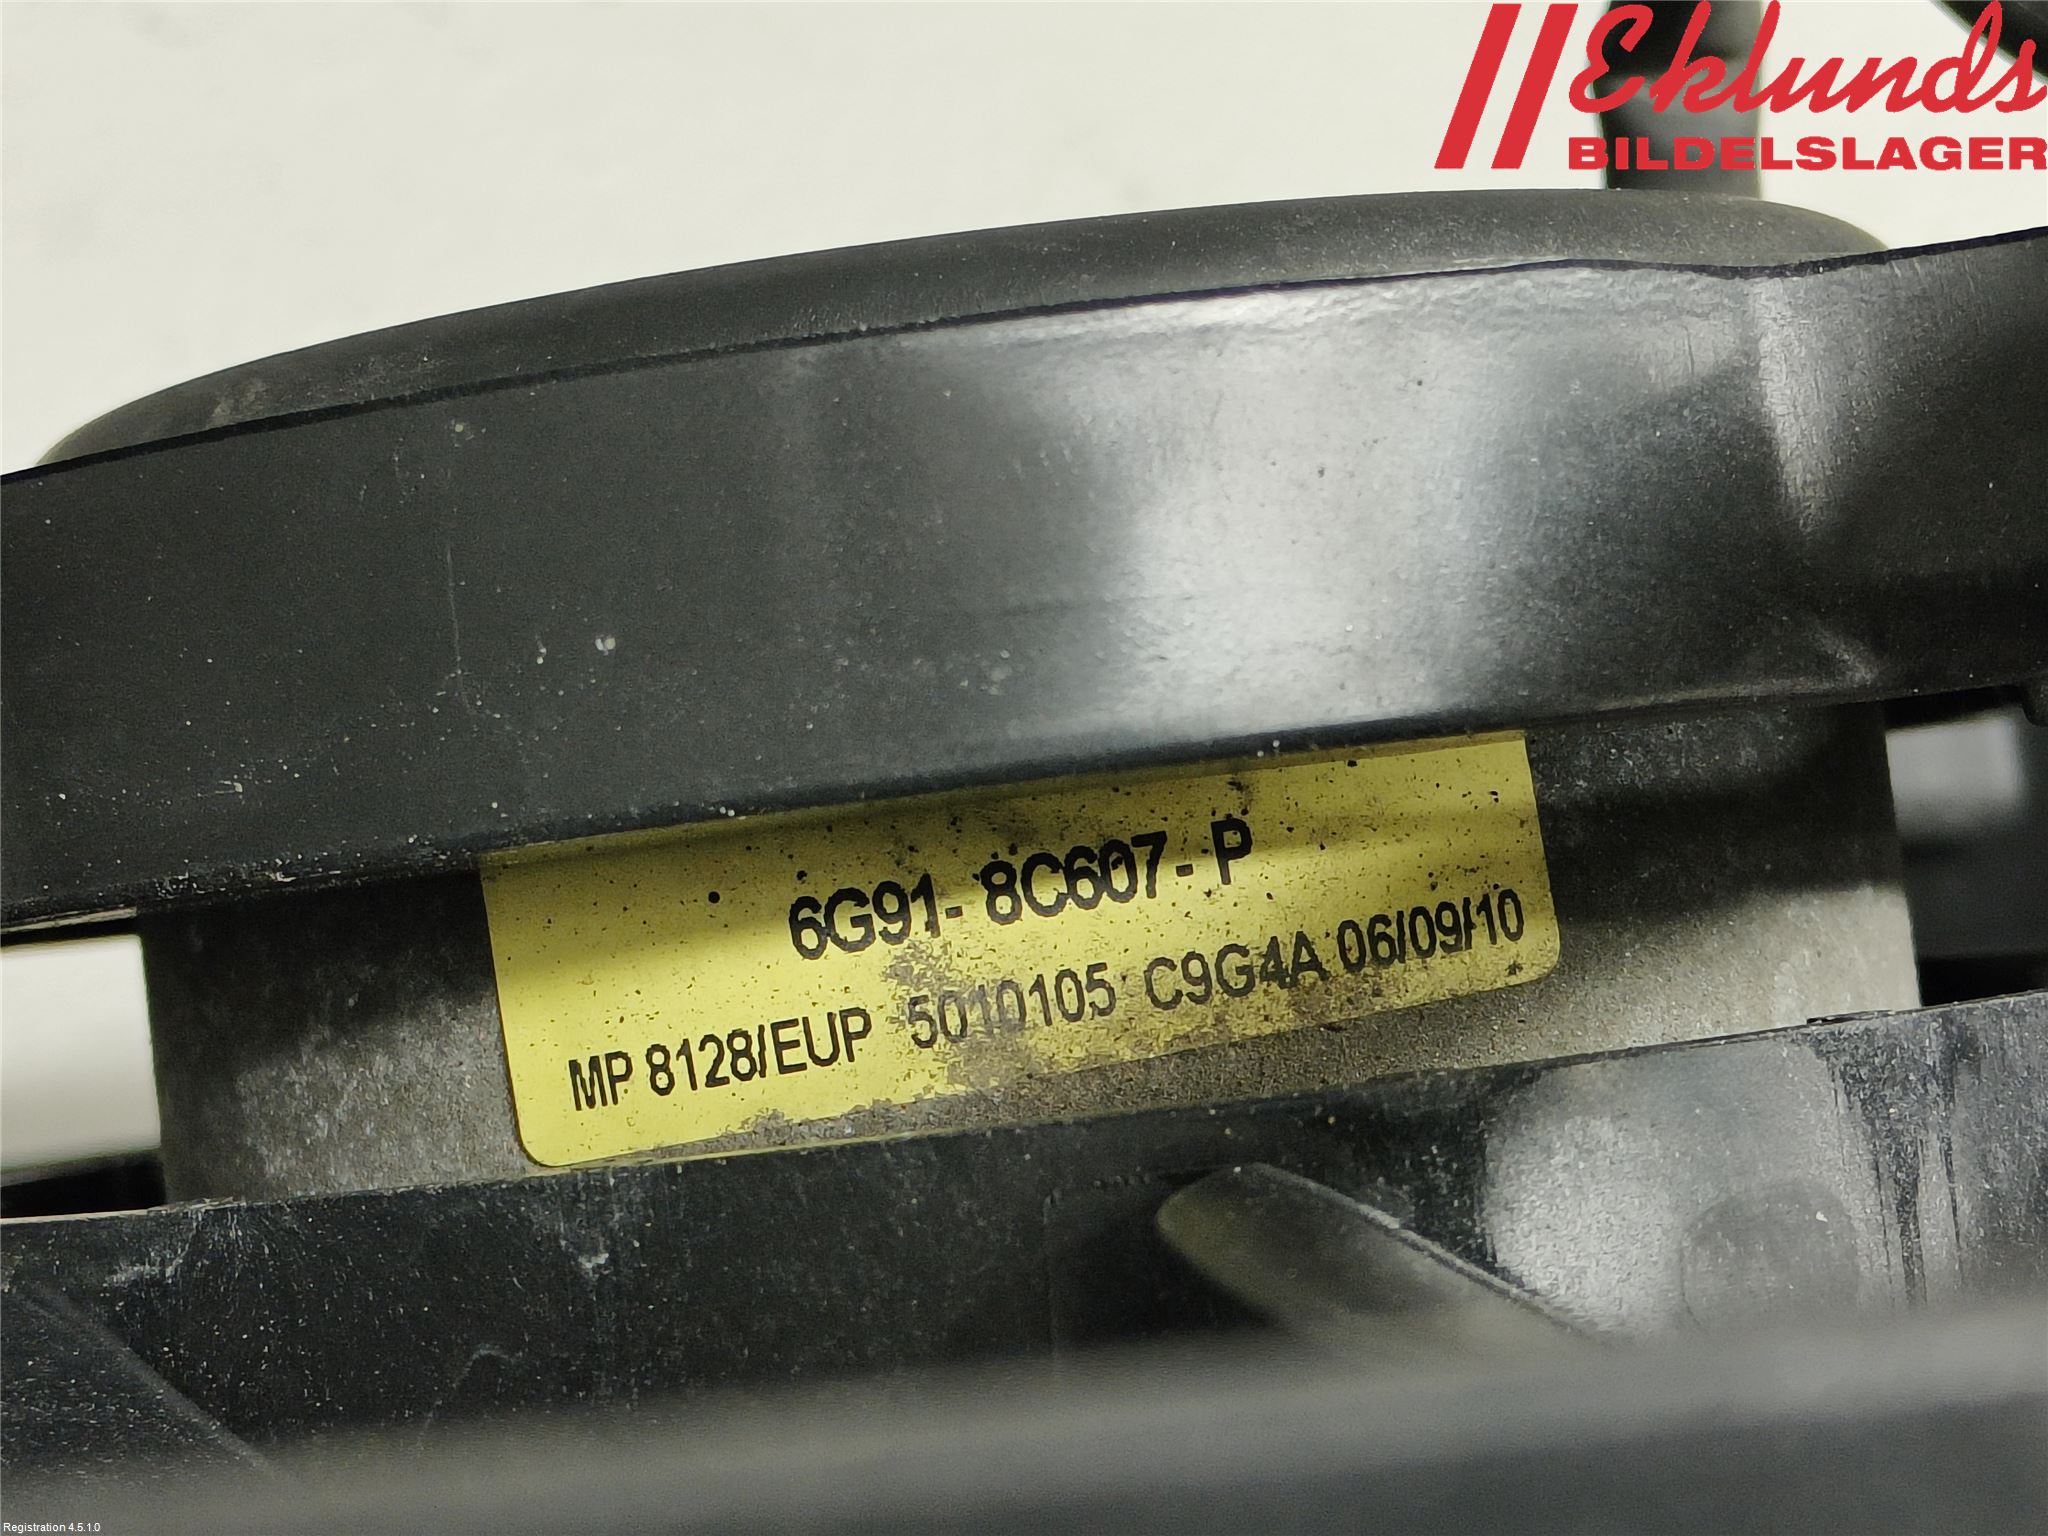 Eklunds
BILDELSLAGER
6G91- 8C607- P
MP 8128/EUP 5010105 C9G4A 06/09/10
Registration 4.5.1.0